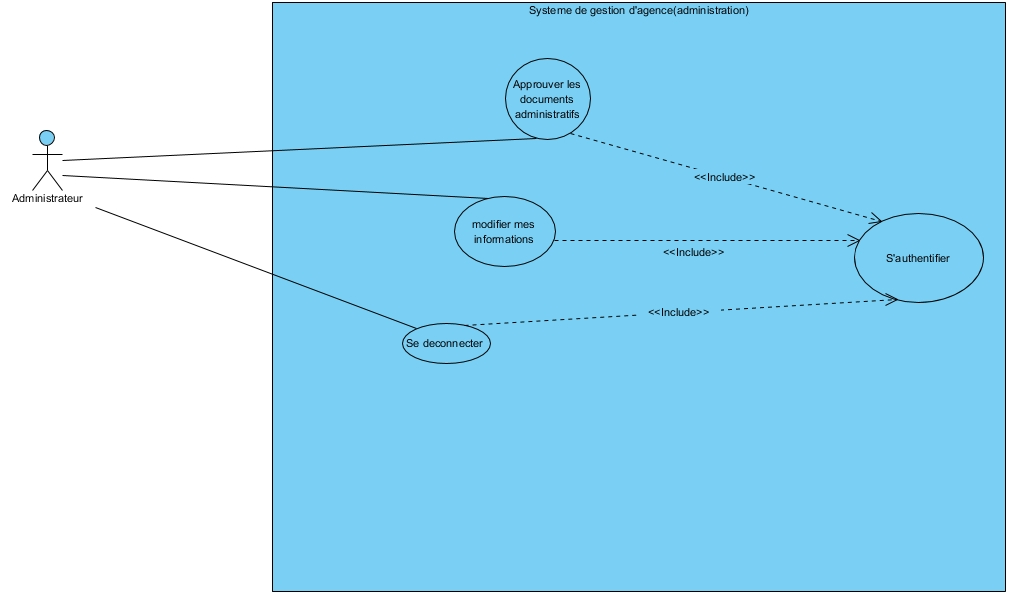 Systeme de gestion d'agence(administration)
Approuver les
documents
administratifs
Administrateur
<<Include>>
modifier mes
informations
<<Include>>
S'authentifier
<<Include>>
Se deconnecter